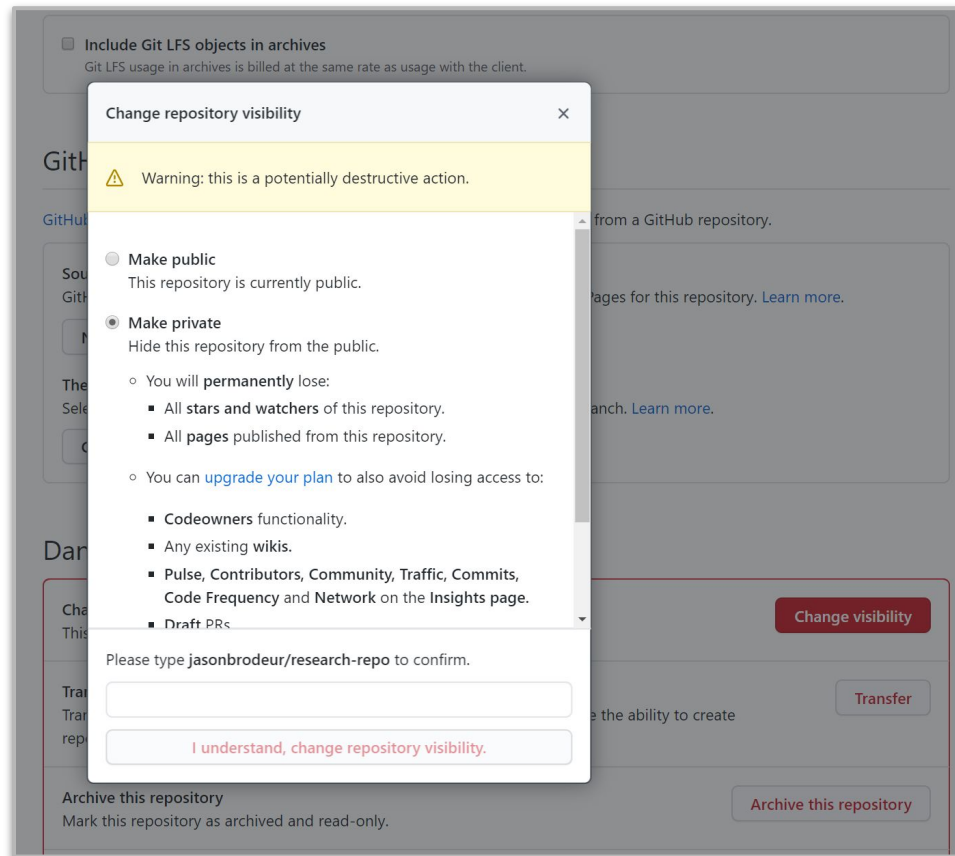 Include Git LFS objects in archives
Git LFS usage in archives is billed at the same rate as usage with the client.
Change repository visibility
Warning: this is a potentially destructive action.
from a GitHub repository.
Make public
This repository is currently public.
Pages for this repository. Learn more.
Make private
Hide this repository from the public.
You will permanently lose:
All stars and watchers of this repository.
Learn more.
All pages published from this repository.
You can upgrade your plan to also avoid losing access to:
Codeowners functionality.
Any existing wikis.
Pulse, Contributors, Community, Traffic, Commits,
Code Frequency and Network on the Insights page.
Draft PRs
Change visibility
Please type jasonbrodeur/research-repo to confirm.
Transfer
the ability to create
I understand, change repository visibility.
Archive this repository
Mark this repository as archived and read-only.
Archive this repository